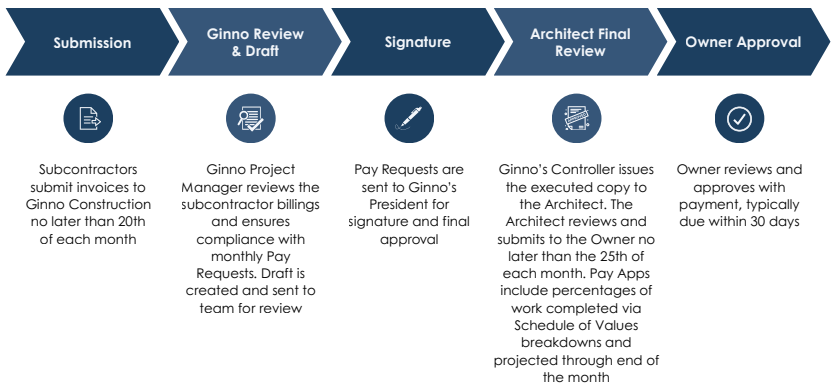 Submission
Ginno Review
& Draft
Signature
Architect Final
Review
Owner Approval
Subcontractors
submit invoices to
Ginno Construction
no later than 20th
of each month
Ginno Project
Manager reviews the
subcontractor billings
and ensures
compliance with
monthly Pay
Requests. Draft is
created and sent to
team for review
Pay Requests are
sent to Ginno's
President for
signature and final
approval
Ginno's Controller issues
the executed copy to
the Architect. The
Architect reviews and
submits to the Owner no
later than the 25th of
each month. Pay Apps
include percentages of
work completed via
Schedule of Values
breakdowns and
projected through end of
the month
Owner reviews and
approves with
payment, typically
due within 30 days